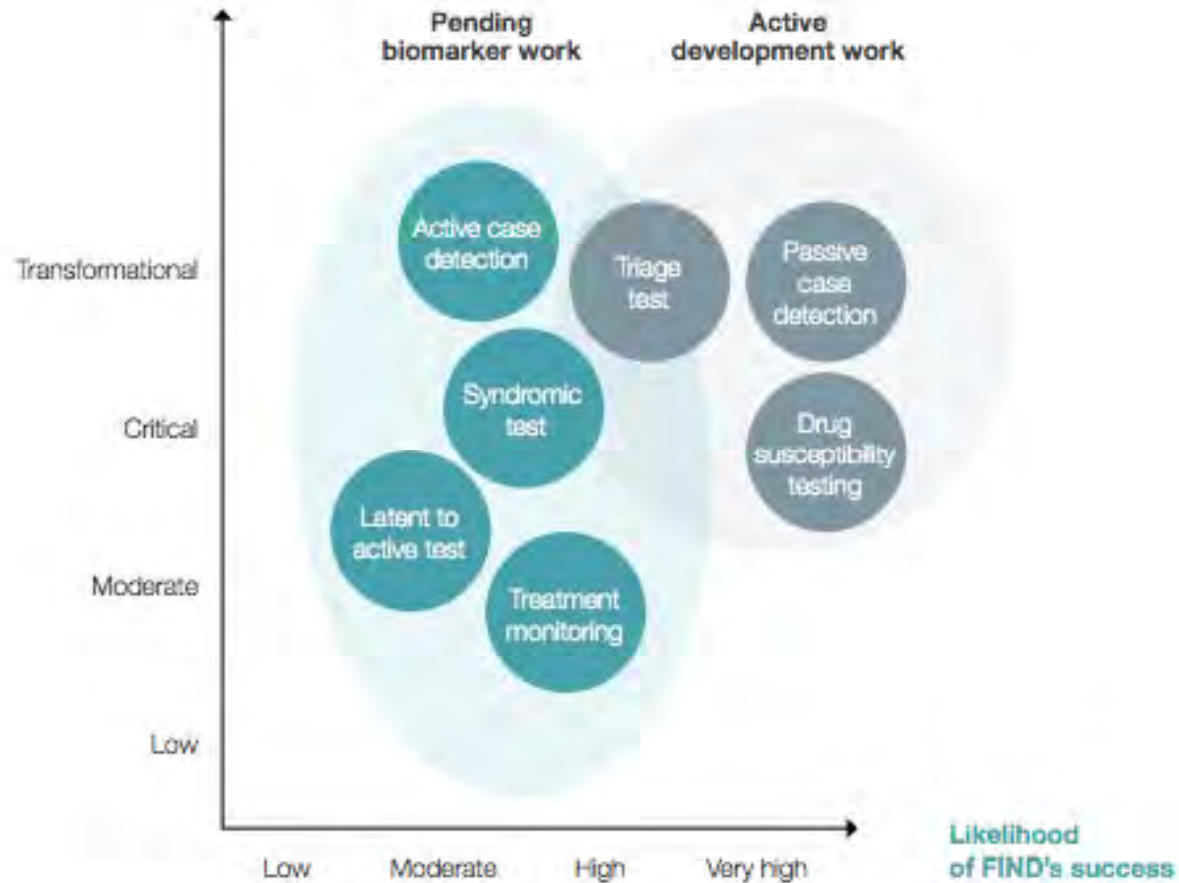 Pending
biomarker work
Active
development work
Active case
detection
Triage
test
Passive
case
detection
Transformational
Syndromic
test
Critical
Drug
susceptibility
testing
Latent to
active test
Moderate
Treatment
monitoring
Low
Low
Moderate
High
Very high
Likelihood
of FIND's success